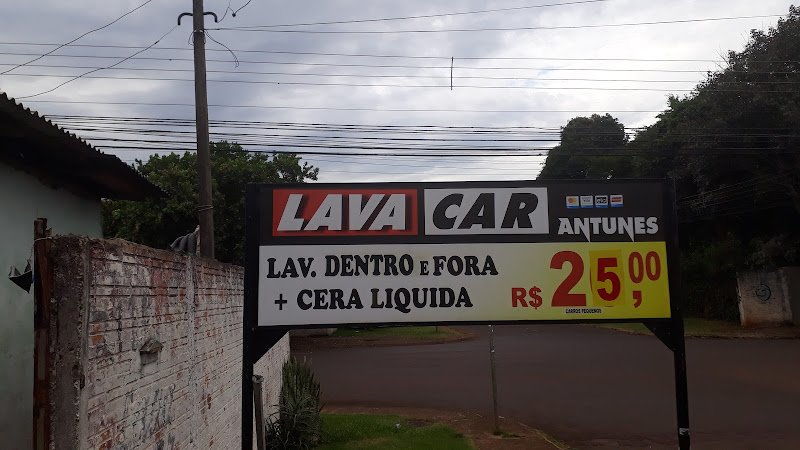 LAVA CAR
ANTUNES
LAV. DENTRO E FORA
+ CERA LIQUIDA
R$ 25,00
CARROS PEQUENOS